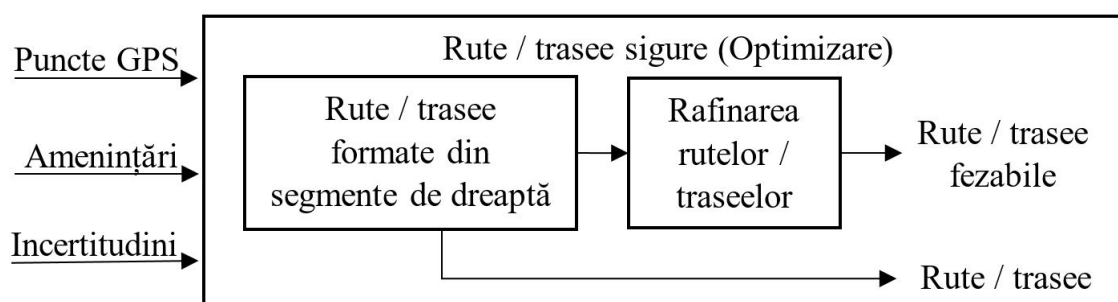 Puncte GPS
Amenințări
Incertitudini
Rute / trasee sigure (Optimizare)
Rute / trasee
formate din
segmente de dreaptă
Rafinarea
rutelor /
traseelor
Rute / trasee
fezabile
Rute / trasee